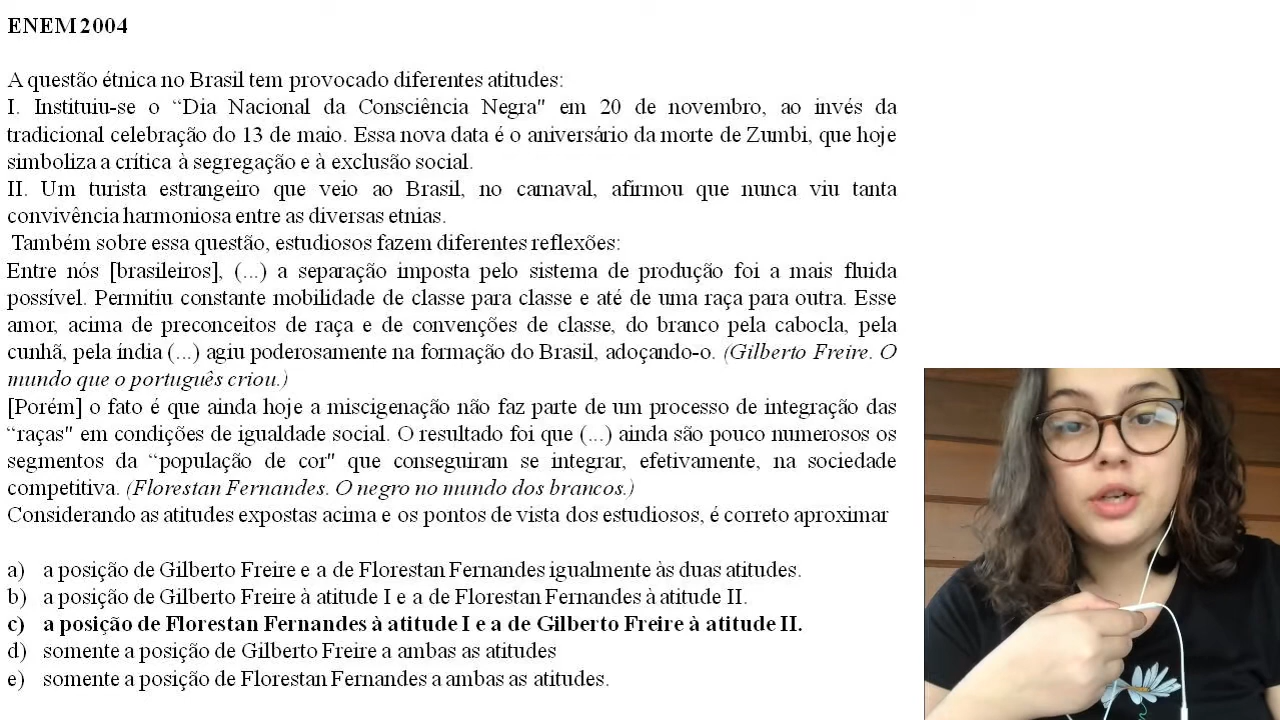 ENEM 2004
A questão étnica no Brasil tem provocado diferentes atitudes:
I. Instituiu-se o “Dia Nacional da Consciência Negra" em 20 de novembro, ao invés da
tradicional celebração do 13 de maio. Essa nova data é o aniversário da morte de Zumbi, que hoje
simboliza a crítica à segregação e à exclusão social.
II. Um turista estrangeiro que veio ao Brasil, no carnaval, afirmou que nunca viu tanta
convivência harmoniosa entre as diversas etnias.
Também sobre essa questão, estudiosos fazem diferentes reflexões:
Entre nós [brasileiros], (...) a separação imposta pelo sistema de produção foi a mais fluida
possível. Permitiu constante mobilidade de classe para classe e até de uma raça para outra. Esse
amor, acima de preconceitos de raça e de convenções de classe, do branco pela cabocla, pela
cunhã, pela índia (...) agiu poderosamente na formação do Brasil, adoçando-o. (Gilberto Freire. O
mundo que o português criou.)
[Porém] o fato é que ainda hoje a miscigenação não faz parte de um processo de integração das
“raças" em condições de igualdade social. O resultado foi que (...) ainda são pouco numerosos os
segmentos da “população de cor" que conseguiram se integrar, efetivamente, na sociedade
competitiva. (Florestan Fernandes. O negro no mundo dos brancos.)
Considerando as atitudes expostas acima e os pontos de vista dos estudiosos, é correto aproximar
a) a posição de Gilberto Freire e a de Florestan Fernandes igualmente às duas atitudes.
b) a posição de Gilberto Freire à atitude I e a de Florestan Fernandes à atitude II.
c) a posição de Florestan Fernandes à atitude I e a de Gilberto Freire à atitude II.
d) somente a posição de Gilberto Freire a ambas as atitudes
e) somente a posição de Florestan Fernandes a ambas as atitudes.